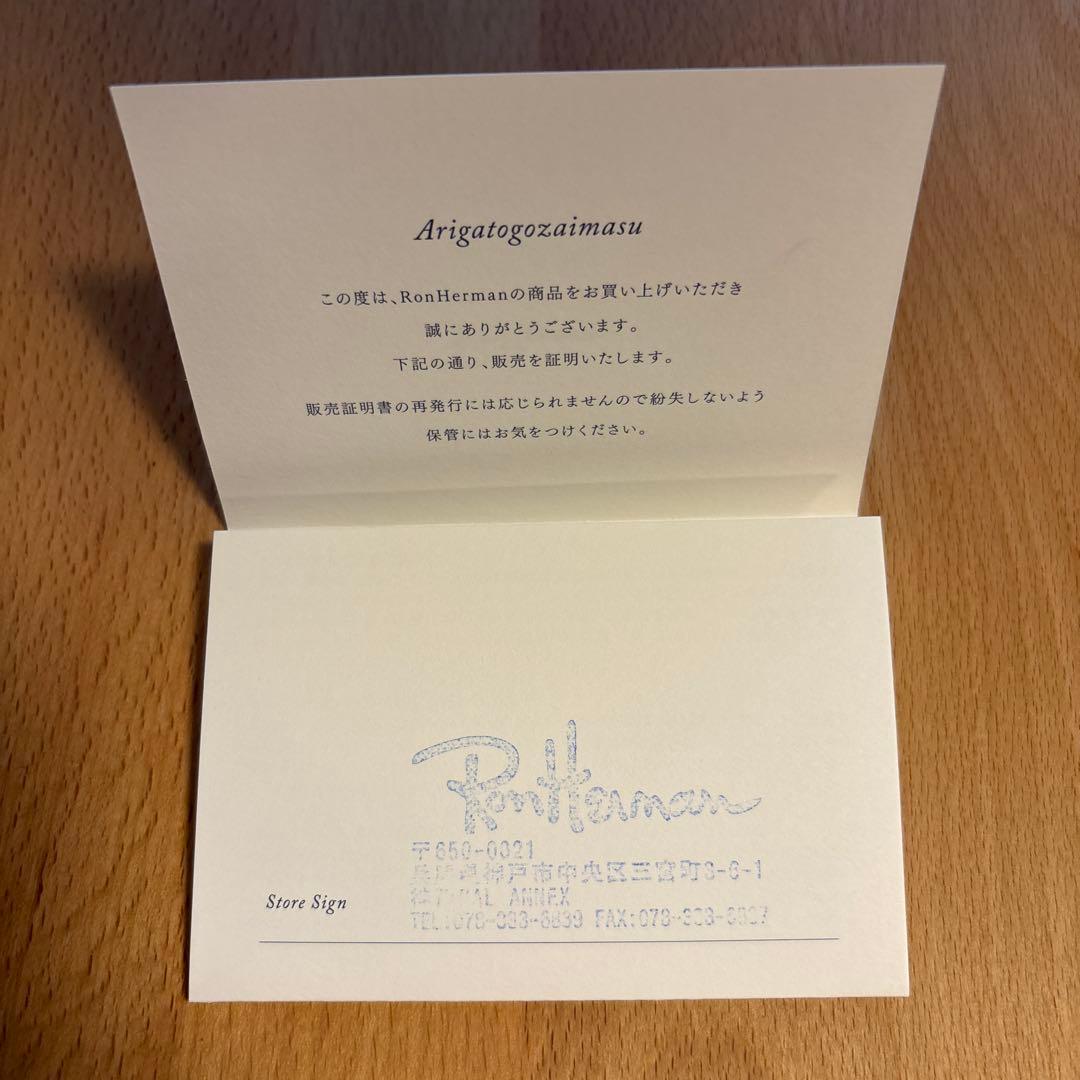 Arigatogozaimasu
この度は、RonHermanの商品をお買い上げいただき
誠にありがとうございます。
下記の通り、販売を証明いたします。
販売証明書の再発行には応じられませんので紛失しないよう
保管にはお気をつけください。
RonHerman
〒650-0021
兵庫県神戸市中央区三宮町3-6-1
ANNEX
Store Sign